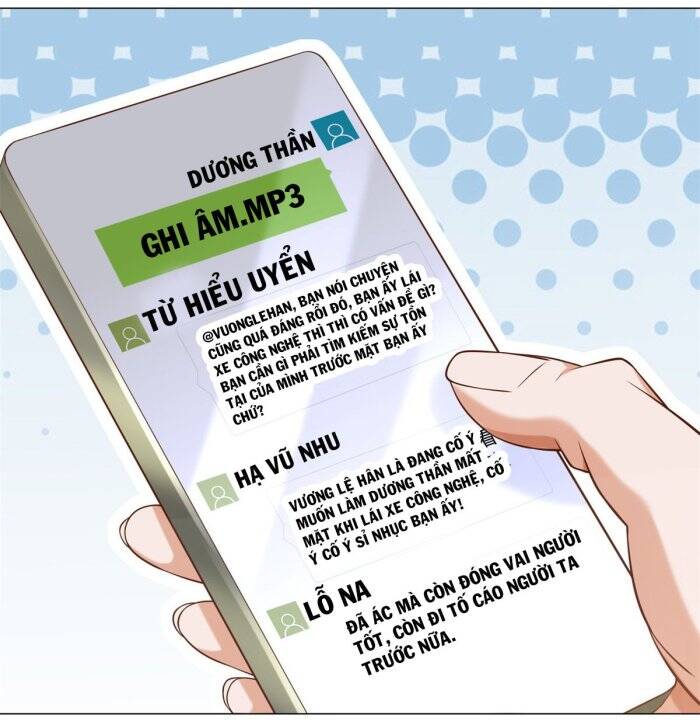 DƯƠNG THẦN
GHI ÂM.MP3
TỪ HIỂU UYỂN
@VUONGLEHAN, BẠN NÓI CHUYỆN
CŨNG QUÁ ĐÁNG RỒI ĐÓ, BẠN ẤY LÁI
XE CÔNG NGHỆ THÌ THÌ CÓ VẤN ĐỀ GÌ?
BẠN CẦN GÌ PHẢI TÌM KIẾM SỰ TỒN
TẠI CỦA MÌNH TRƯỚC MẶT BẠN ẤY
CHỨ?
HẠ VŨ NHU
VƯƠNG LỆ HÂN LÀ ĐANG CỐ Ý
MUỐN LÀM DƯƠNG THẦN MẤT
MẶT KHI LÁI XE CÔNG NGHỆ, CỐ
Ý CỐ Ý SỈ NHỤC BẠN ẤY!
LỖ NA
ĐÃ ÁC MÀ CÒN ĐÓNG VAI NGƯỜI
TỐT, CÒN ĐI TỐ CÁO NGƯỜI TA
TRƯỚC NỮA.